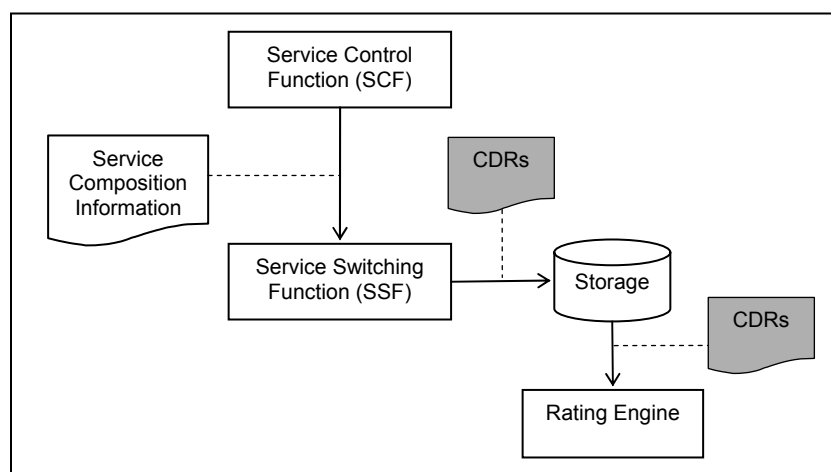 Service Control
Function (SCF)
Service
Composition
Information
CDRs
Service Switching
Function (SSF)
Storage
CDRs
Rating Engine